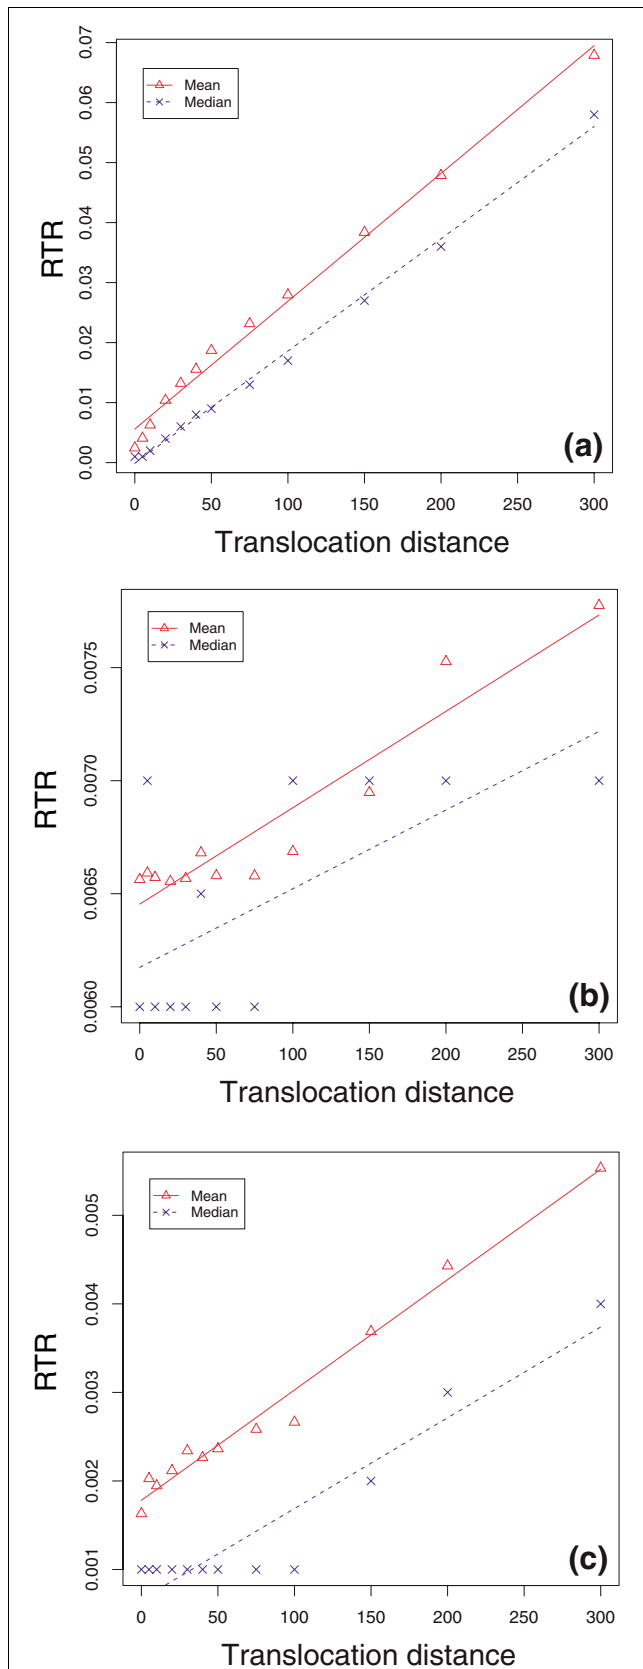 0.07
0.06
0.05
0.04
0.03
0.02
0.01
0.00
RTR
Mean
Median
(a)
0 50 100 150 200 250 300
Translocation distance
0.0075
0.0070
0.0065
0.0060
RTR
Mean
Median
(b)
0 50 100 150 200 250 300
Translocation distance
0.005
0.004
0.003
0.002
0.001
RTR
Mean
Median
(c)
0 50 100 150 200 250 300
Translocation distance